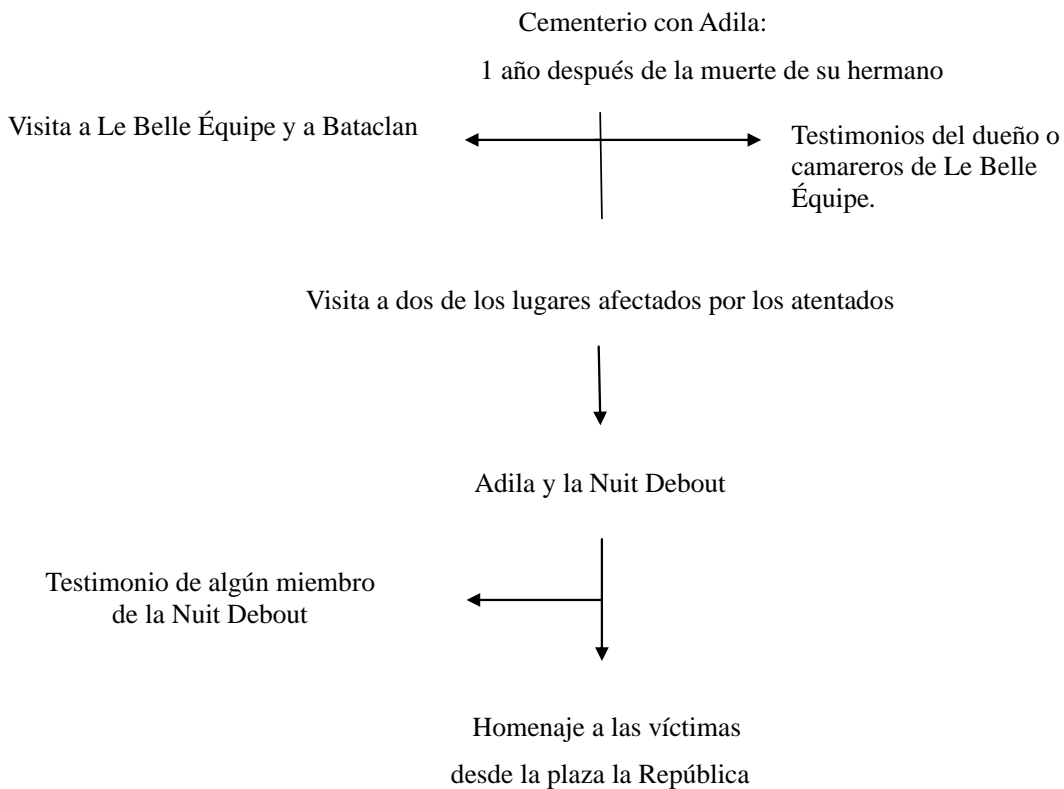 Cementerio con Adila:
1 año después de la muerte de su hermano
Visita a Le Belle Équipe y a Bataclan
Testimonios del dueño o
camareros de Le Belle
Équipe.
Visita a dos de los lugares afectados por los atentados
Adila y la Nuit Debout
Testimonio de algún miembro
de la Nuit Debout
Homenaje a las víctimas
desde la plaza la República